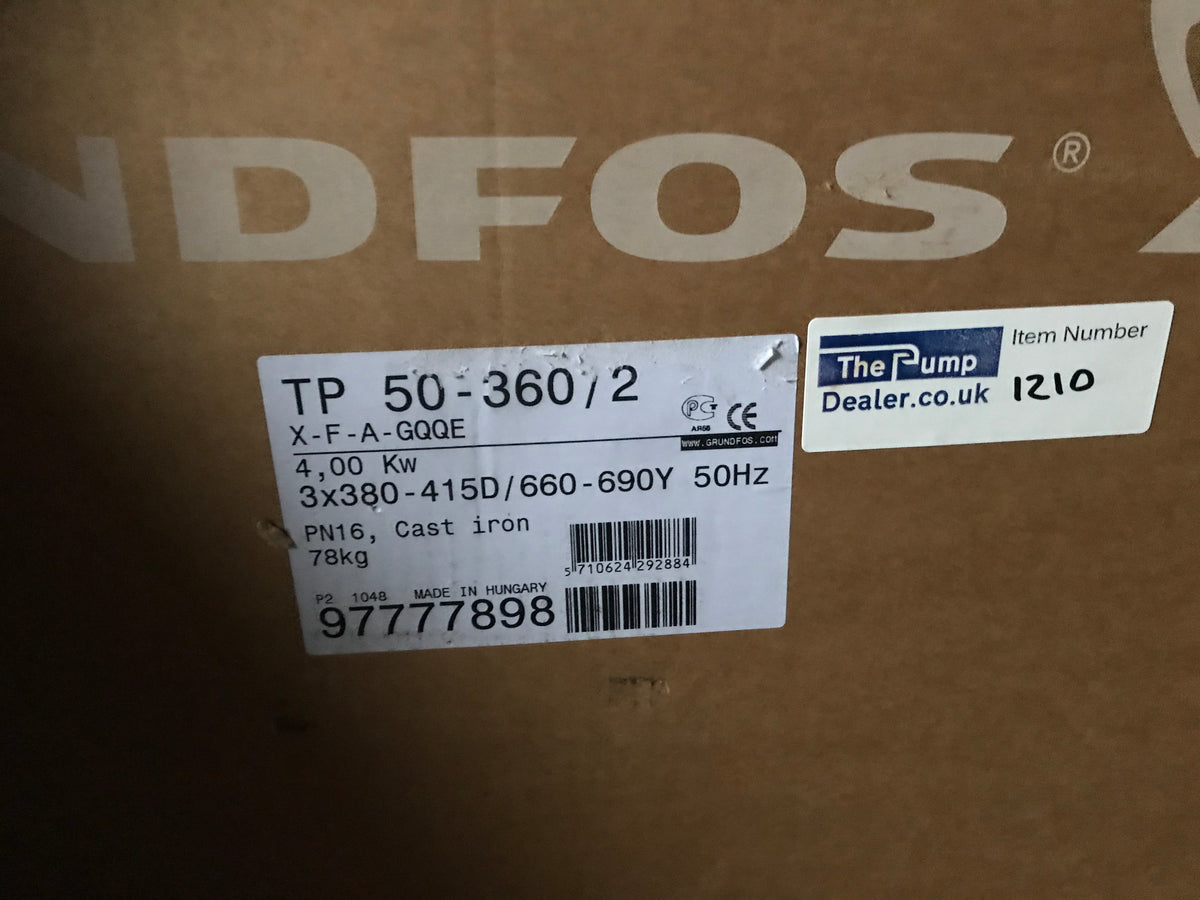 NDFOS ®
TP 50-360/2
X-F-A-GQQE
АЯ56
CE
www.GRUNDFOS.com
4,00 Kw
3x380-415D/660-690Y 50Hz
PN16, Cast iron
78kg
5 710624 292884
P2 1048 MADE IN HUNGARY
97777898
The Pump
Dealer.co.uk
Item Number
1210